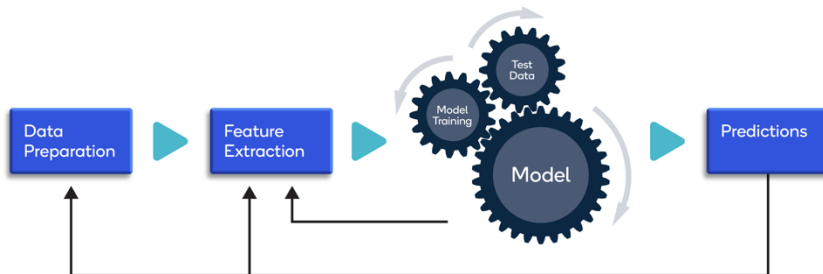 Data
Preparation
Feature
Extraction
Model
Training
Test
Data
Model
Predictions